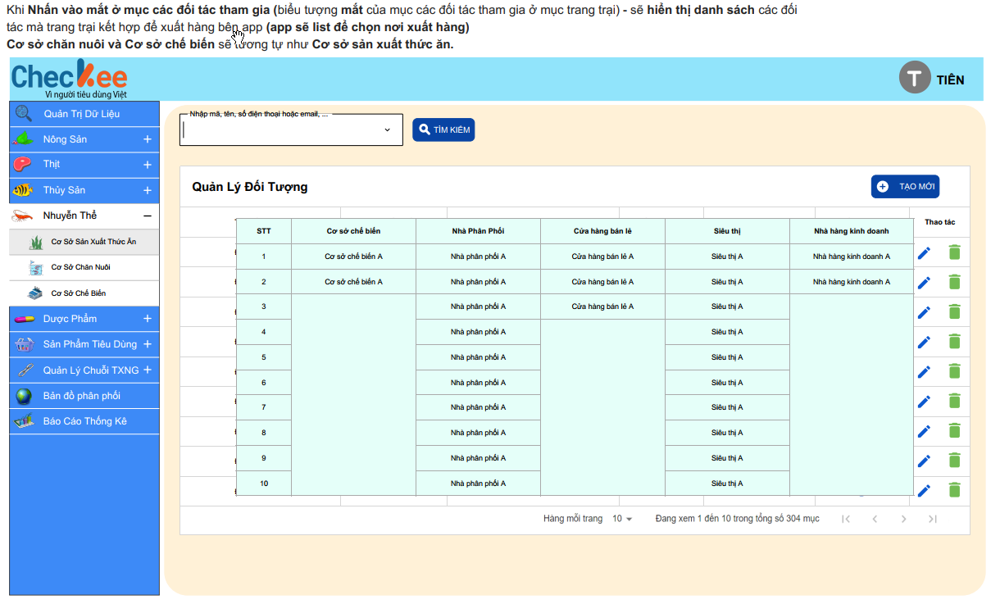 Khi Nhấn vào mắt ở mục các đối tác tham gia (biểu tượng mắt của mục các đối tác tham gia ở mục trang trại) - sẽ hiển thị danh sách các đối
tác mà trang trại kết hợp để xuất hàng bên app (app sẽ list để chọn nơi xuất hàng)
Cơ sở chăn nuôi và Cơ sở chế biến sẽ tương tự như Cơ sở sản xuất thức ăn.
Checkee
Vì người tiêu dùng Việt
T TIÊN
Quản Trị Dữ Liệu
Nông Sản +
Thịt +
Thủy Sản +
Nhuyễn Thể −
Cơ Sở Sản Xuất Thức Ăn
Cơ Sở Chăn Nuôi
Cơ Sở Chế Biến
Dược Phẩm +
Sản Phẩm Tiêu Dùng +
Quản Lý Chuỗi TXNG +
Bản đồ phân phối
Báo Cáo Thống Kê
Nhập mã, tên, số điện thoại hoặc email, ...
TÌM KIẾM
Quản Lý Đối Tượng
TẠO MỚI
Thao tác
STT Cơ sở chế biến Nhà Phân Phối Cửa hàng bán lẻ Siêu thị Nhà hàng kinh doanh
1 Cơ sở chế biến A Nhà phân phối A Cửa hàng bán lẻ A Siêu thị A Nhà hàng kinh doanh A
2 Cơ sở chế biến A Nhà phân phối A Cửa hàng bán lẻ A Siêu thị A Nhà hàng kinh doanh A
3 Nhà phân phối A Cửa hàng bán lẻ A Siêu thị A
4 Nhà phân phối A Siêu thị A
5 Nhà phân phối A Siêu thị A
6 Nhà phân phối A Siêu thị A
7 Nhà phân phối A Siêu thị A
8 Nhà phân phối A Siêu thị A
9 Nhà phân phối A Siêu thị A
10 Nhà phân phối A Siêu thị A
Hàng mỗi trang 10 Đang xem 1 đến 10 trong tổng số 304 mục